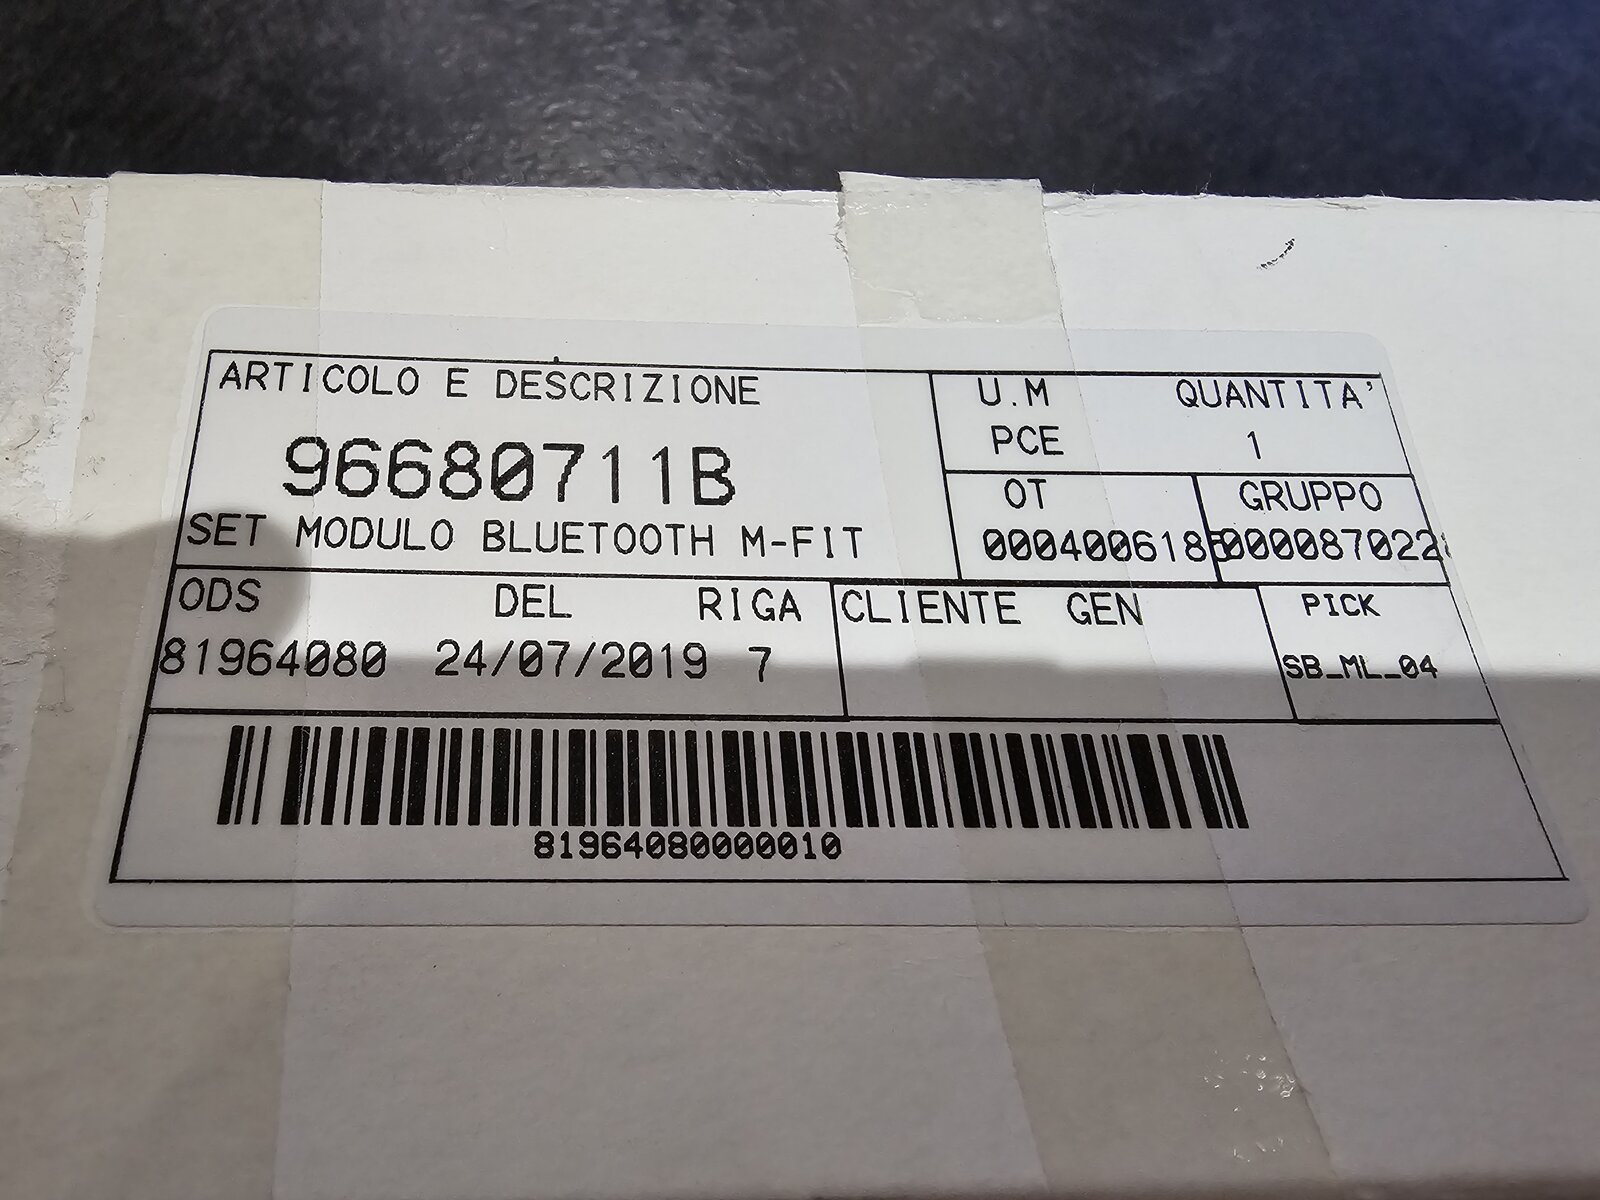 ARTICOLO E DESCRIZIONE
96680711B
SET MODULO BLUETOOTH M-FIT
U.M QUANTITA'
PCE 1
OT GRUPPO
ODS DEL RIGA
81964080 24/07/2019 7
CLIENTE GEN
PICK
SB_ML_04
81964080000010